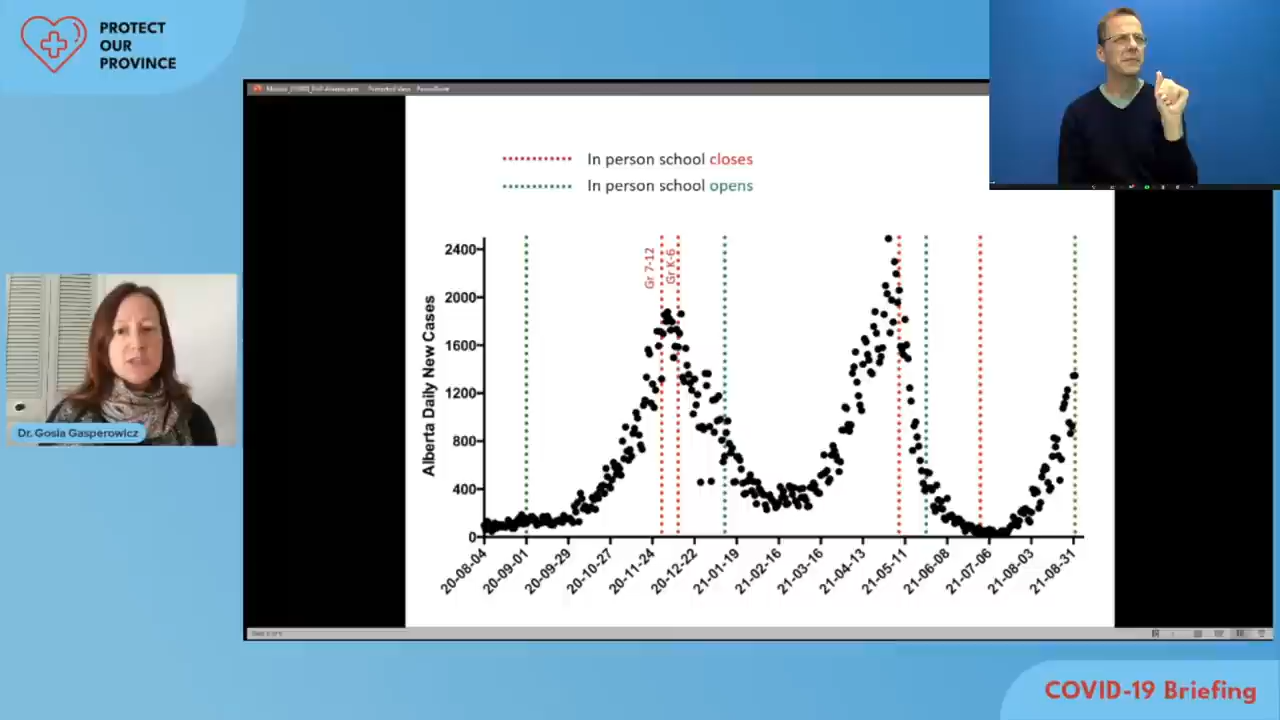 PROTECT
OUR
PROVINCE
In person school closes
In person school opens
Gr 7-12
Gr K-6
Alberta Daily New Cases
2400
2000
1600
1200
800
400
0
20-08-04
20-09-01
20-09-29
20-10-27
20-11-24
20-12-22
21-01-19
21-02-16
21-03-16
21-04-13
21-05-11
21-06-08
21-07-06
21-08-03
21-08-31
Dr. Gosia Gasperowicz
COVID-19 Briefing